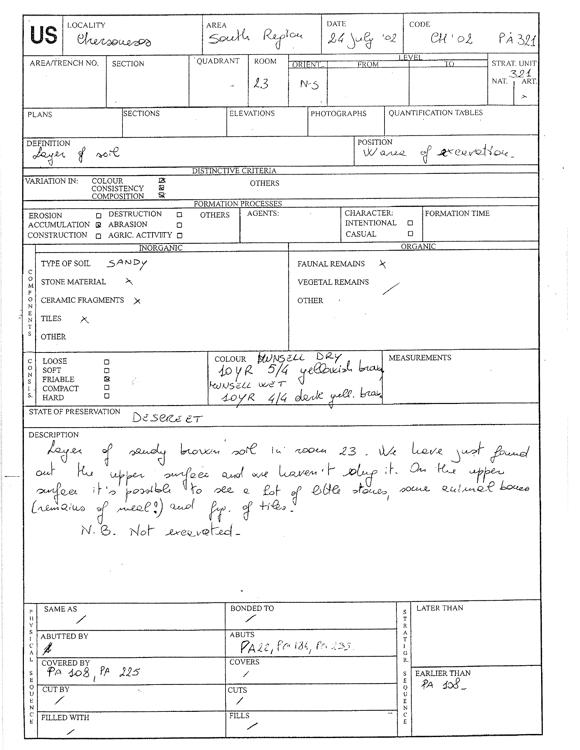 US
LOCALITY
Chersonesos
AREA
South Region
DATE
24 July '02
CODE
CH '02 PA 321
AREA/TRENCH NO.
SECTION
QUADRANT
-
ROOM
23
LEVEL
ORIENT. FROM TO
N-S
STRAT. UNIT
321
NAT. ART.
x
PLANS
SECTIONS
ELEVATIONS
PHOTOGRAPHS
QUANTIFICATION TABLES
DEFINITION
Layer of soil
POSITION
W area of excavation.
DISTINCTIVE CRITERIA
VARIATION IN: COLOUR ☒ OTHERS
CONSISTENCY ☒
COMPOSITION ☒
FORMATION PROCESSES
EROSION ☐ DESTRUCTION ☐ OTHERS
ACCUMULATION ☒ ABRASION ☐
CONSTRUCTION ☐ AGRIC. ACTIVITY ☐
AGENTS:
CHARACTER:
INTENTIONAL ☐
CASUAL ☐
FORMATION TIME
COMPONENTS
INORGANIC
TYPE OF SOIL SANDY
STONE MATERIAL x
CERAMIC FRAGMENTS x
TILES x
OTHER
ORGANIC
FAUNAL REMAINS x
VEGETAL REMAINS /
OTHER
CONSIS.
LOOSE ☐
SOFT ☐
FRIABLE ☒
COMPACT ☐
HARD ☐
COLOUR MUNSELL DRY
10YR 5/4 yellowish brown
MUNSELL WET
10YR 4/4 dark yell. brown
MEASUREMENTS
STATE OF PRESERVATION DESCREET
DESCRIPTION
Layer of sandy brown soil in room 23. We have just found
out the upper surface and we haven't dug it. On the upper
surface it's possible to see a lot of little stones, some animal bones
(remains of meal?) and fr. of tiles.
N.B. Not excavated.
PHYSICAL SEQUENCE
SAME AS
/
BONDED TO
/
ABUTTED BY
ABUTS
PA22,
COVERED BY
PA 108, PA 225
COVERS
/
CUT BY
/
CUTS
/
FILLED WITH
/
FILLS
/
STRATIGR. SEQUENCE
LATER THAN
EARLIER THAN
PA 108-